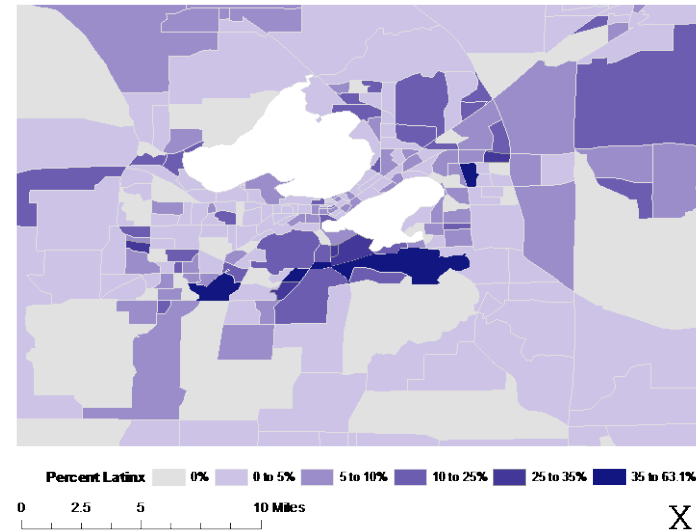 Percent Latinx 0% 0 to 5% 5 to 10% 10 to 25% 25 to 35% 35 to 63.1%
0 2.5 5 10 Miles
X